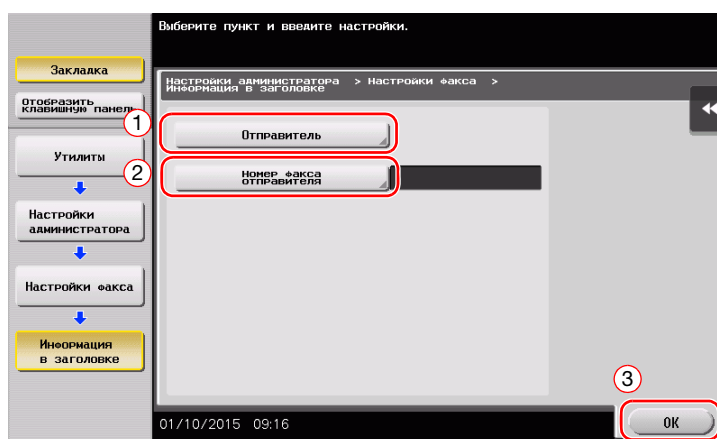 Выберите пункт и введите настройки.
Закладка
Отобразить
клавишную панель
Настройки администратора > Настройки факса >
Информация в заголовке
1
Отправитель
Утилиты
2
Номер факса
отправителя
Настройки
администратора
Настройки факса
Информация
в заголовке
3
01/10/2015 09:16
OK